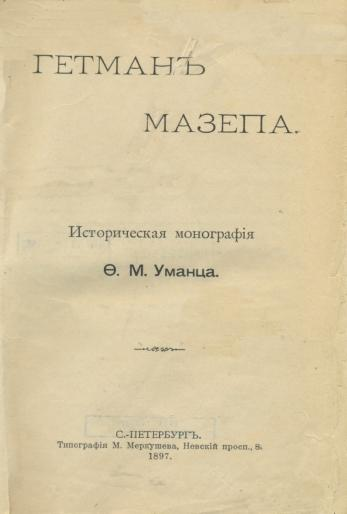 ГЕТМАНЪ
МАЗЕПА.
Историческая монографія
Ѳ. М. Уманца.
С.-ПЕТЕРБУРГЪ.
Типографія М. Меркушева, Невскій просп., 8.
1897.